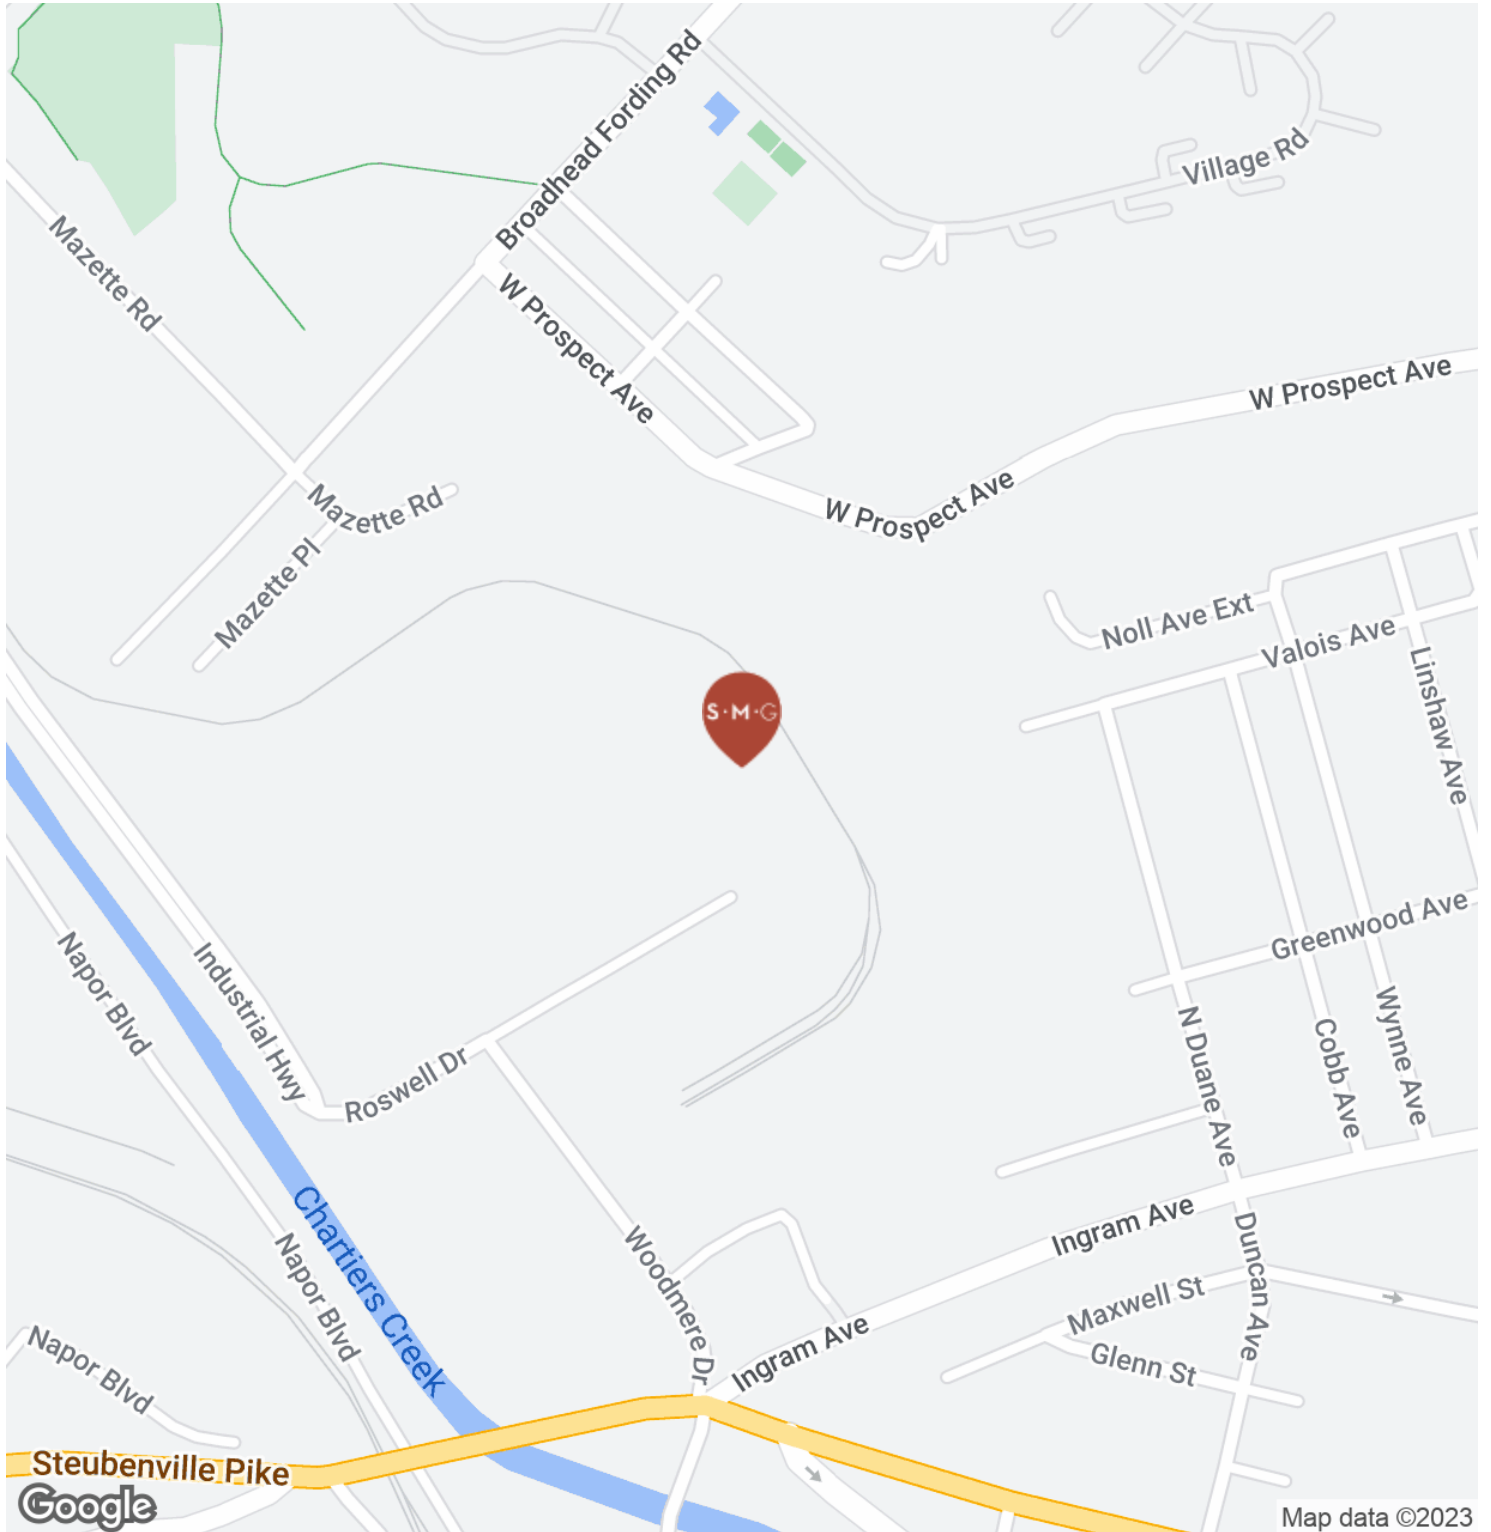 Broadhead Fording Rd
Village Rd
Mazette Rd
W Prospect Ave
W Prospect Ave
W Prospect Ave
Mazette Rd
Mazette Pl
Noll Ave Ext
Valois Ave
Linshaw Ave
S·M·G
Greenwood Ave
Napor Blvd
Industrial Hwy
Roswell Dr
N Duane Ave
Cobb Ave
Wynne Ave
Chartiers Creek
Napor Blvd
Woodmere Dr
Ingram Ave
Duncan Ave
Maxwell St
Glenn St
Ingram Ave
Napor Blvd
Steubenville Pike
Google
Map data ©2023